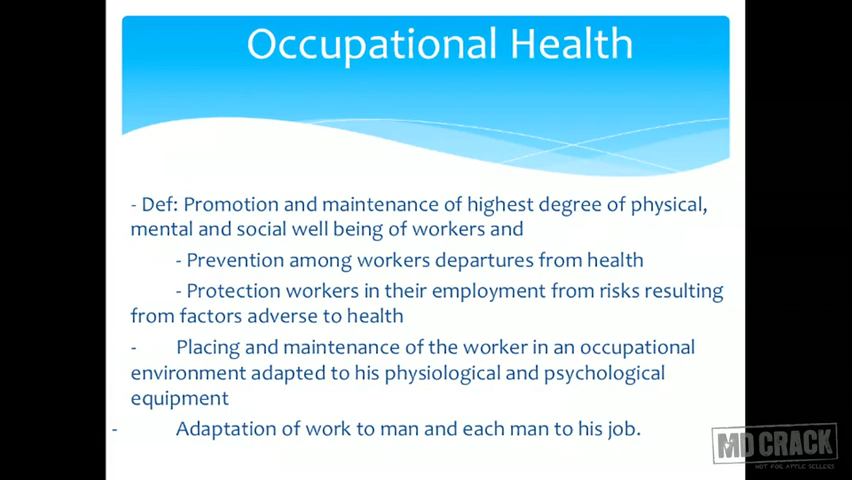 Occupational Health
- Def: Promotion and maintenance of highest degree of physical,
mental and social well being of workers and
- Prevention among workers departures from health
- Protection workers in their employment from risks resulting
from factors adverse to health
- Placing and maintenance of the worker in an occupational
environment adapted to his physiological and psychological
equipment
- Adaptation of work to man and each man to his job.
MD CRACK
NOT FOR APPLE SELLERS